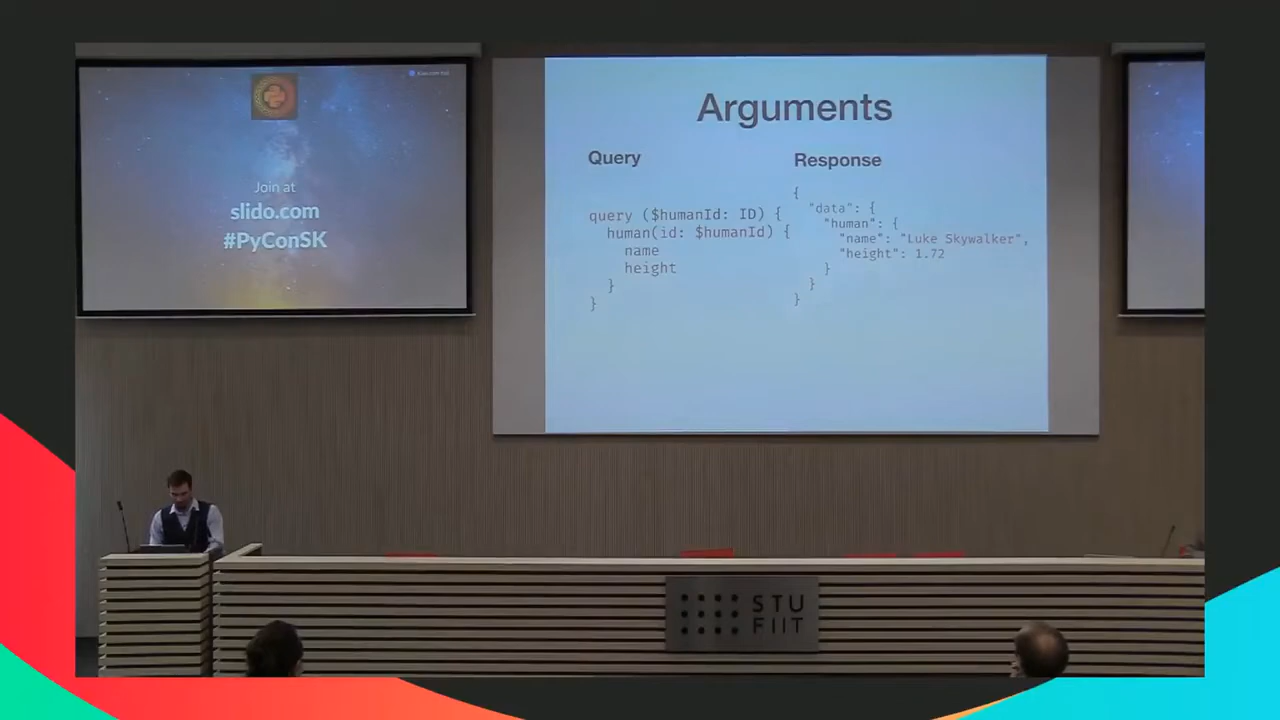 Join at
slido.com
#PyConSK
Arguments
Query
query ($humanId: ID) {
  human(id: $humanId) {
    name
    height
  }
}
Response
{
  "data": {
    "human": {
      "name": "Luke Skywalker",
      "height": 1.72
    }
  }
}
STU
FIIT